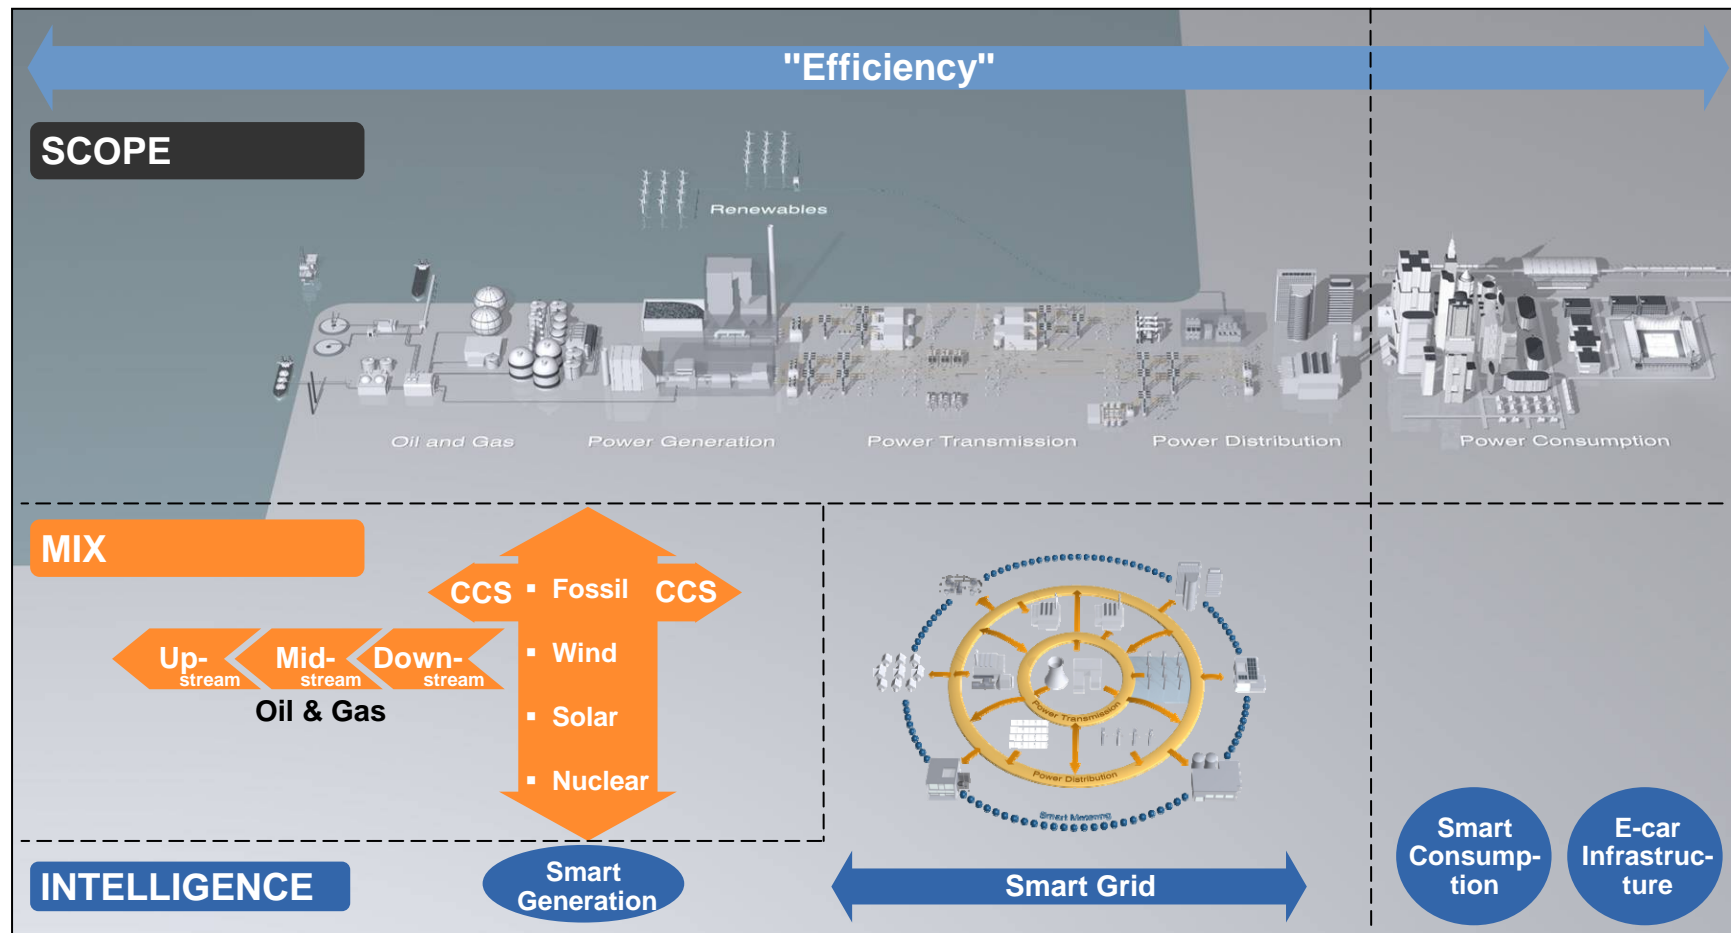 "Efficiency"
SCOPE
Renewables
Oil and Gas
Power Generation
Power Transmission
Power Distribution
Power Consumption
MIX
CCS
▪ Fossil
CCS
▪ Wind
▪ Solar
▪ Nuclear
Up-
stream
Mid-
stream
Down-
stream
Oil & Gas
Power Transmission
Power Distribution
Smart Metering
INTELLIGENCE
Smart
Generation
Smart Grid
Smart
Consump-
tion
E-car
Infrastruc-
ture